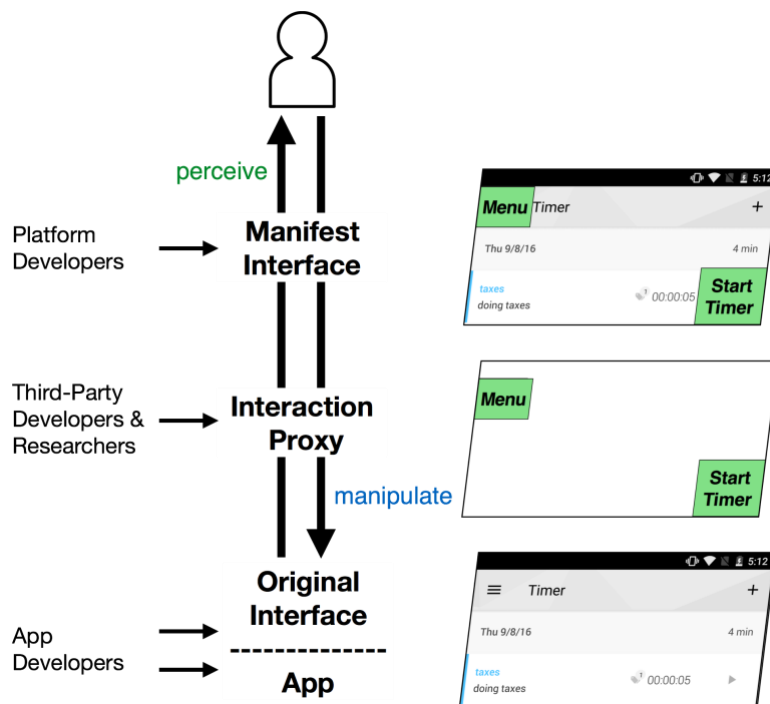 perceive
Platform
Developers
Manifest
Interface
5:12
Menu Timer +
Thu 9/8/16 4 min
taxes
doing taxes
1 00:00:05
Start
Timer
Third-Party
Developers &
Researchers
Interaction
Proxy
manipulate
Menu
Start
Timer
App
Developers
Original
Interface
App
5:12
Timer +
Thu 9/8/16 4 min
taxes
doing taxes
1 00:00:05